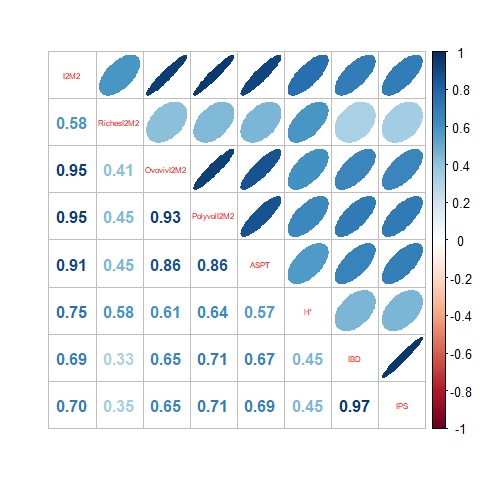 I2M2
0.58 RichesI2M2
0.95 0.41 OvovivI2M2
0.95 0.45 0.93 PolyvolI2M2
0.91 0.45 0.86 0.86 ASPT
0.75 0.58 0.61 0.64 0.57 H'
0.69 0.33 0.65 0.71 0.67 0.45 IBD
0.70 0.35 0.65 0.71 0.69 0.45 0.97 IPS
1
0.8
0.6
0.4
0.2
0
-0.2
-0.4
-0.6
-0.8
-1